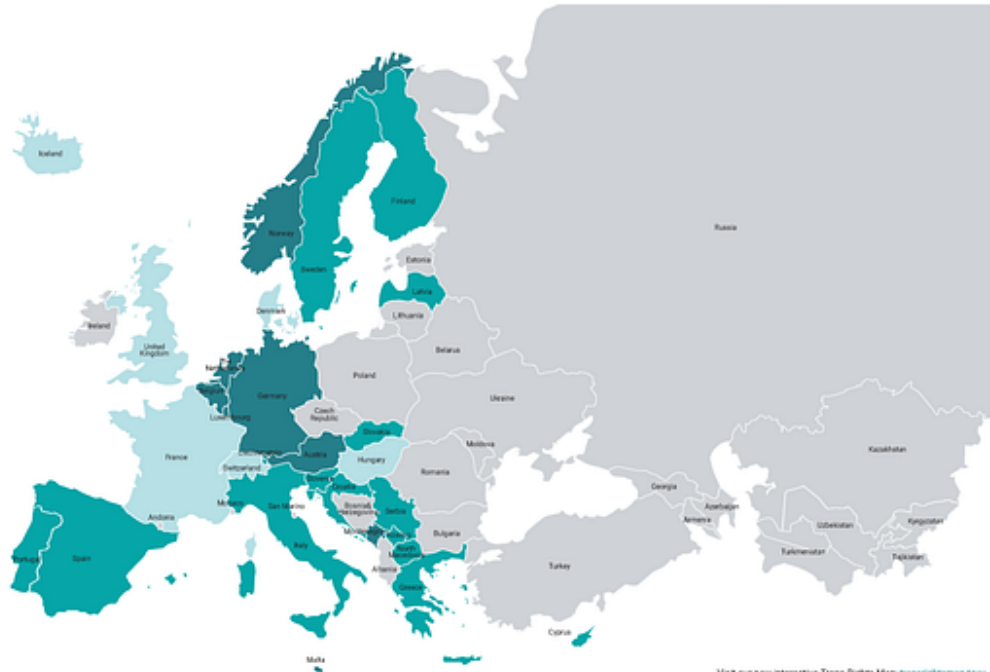 Iceland
Norway
Finland
Sweden
Russia
Estonia
Latvia
Lithuania
Denmark
Ireland
United
Kingdom
Belarus
Poland
Germany
Ukraine
Czech
Republic
Luxembourg
Slovakia
Austria
France
Switzerland
Hungary
Moldova
Kazakhstan
Romania
Slovenia
Croatia
Monaco
San Marino
Andorra
Bosnia
Herzegovina
Serbia
Georgia
Azerbaijan
Armenia
Uzbekistan
Kyrgyzstan
Turkmenistan
Tajikistan
Bulgaria
Italy
North
Macedonia
Albania
Portugal
Spain
Turkey
Greece
Cyprus
Malta